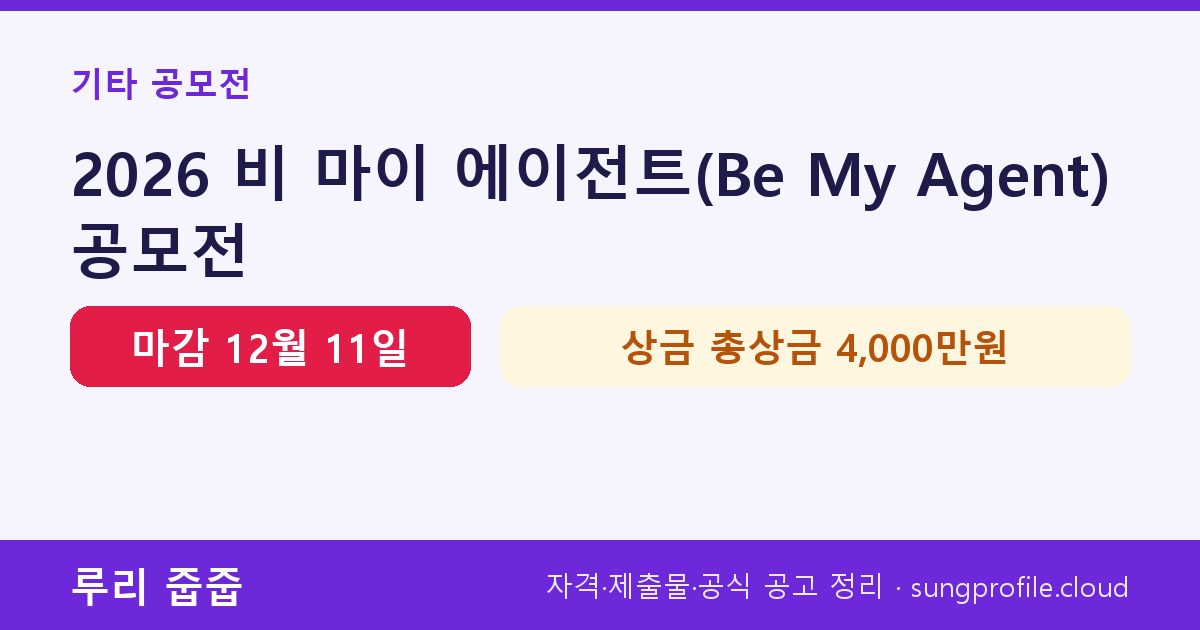 기타 공모전
2026 비 마이 에이전트(Be My Agent)
공모전
마감 12월 11일
상금 총상금 4,000만원
루리 줍줍
자격·제출물·공식 공고 정리 · sungprofile.cloud